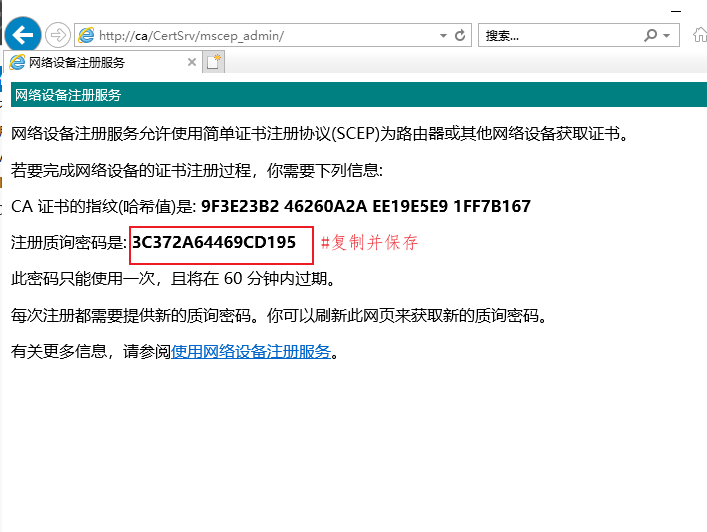 http://ca/CertSrv/mscep_admin/
搜索...
网络设备注册服务
网络设备注册服务
网络设备注册服务允许使用简单证书注册协议(SCEP)为路由器或其他网络设备获取证书。
若要完成网络设备的证书注册过程，你需要下列信息:
CA 证书的指纹(哈希值)是: 9F3E23B2 46260A2A EE19E5E9 1FF7B167
注册质询密码是: 3C372A64469CD195 #复制并保存
此密码只能使用一次，且将在 60 分钟内过期。
每次注册都需要提供新的质询密码。你可以刷新此网页来获取新的质询密码。
有关更多信息，请参阅使用网络设备注册服务。